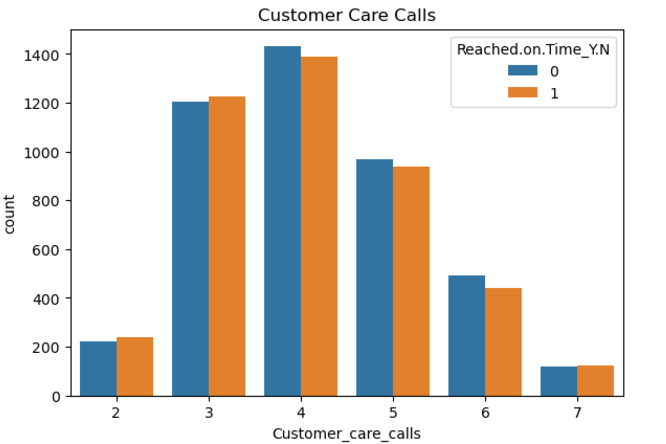 Customer Care Calls
Reached.on.Time_Y.N
0
1
count
1400
1200
1000
800
600
400
200
0
2 3 4 5 6 7
Customer_care_calls